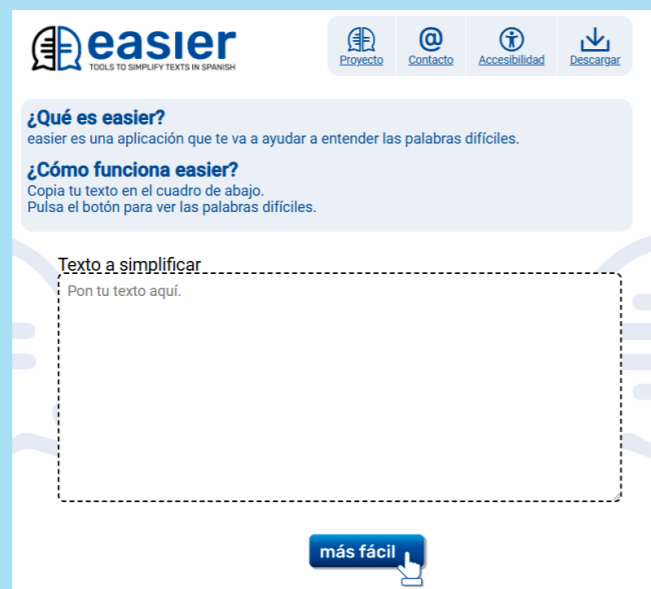 easier
TOOLS TO SIMPLIFY TEXTS IN SPANISH
Proyecto
Contacto
Accesibilidad
Descargar
¿Qué es easier?
easier es una aplicación que te va a ayudar a entender las palabras difíciles.
¿Cómo funciona easier?
Copia tu texto en el cuadro de abajo.
Pulsa el botón para ver las palabras difíciles.
Texto a simplificar
Pon tu texto aquí.
más fácil